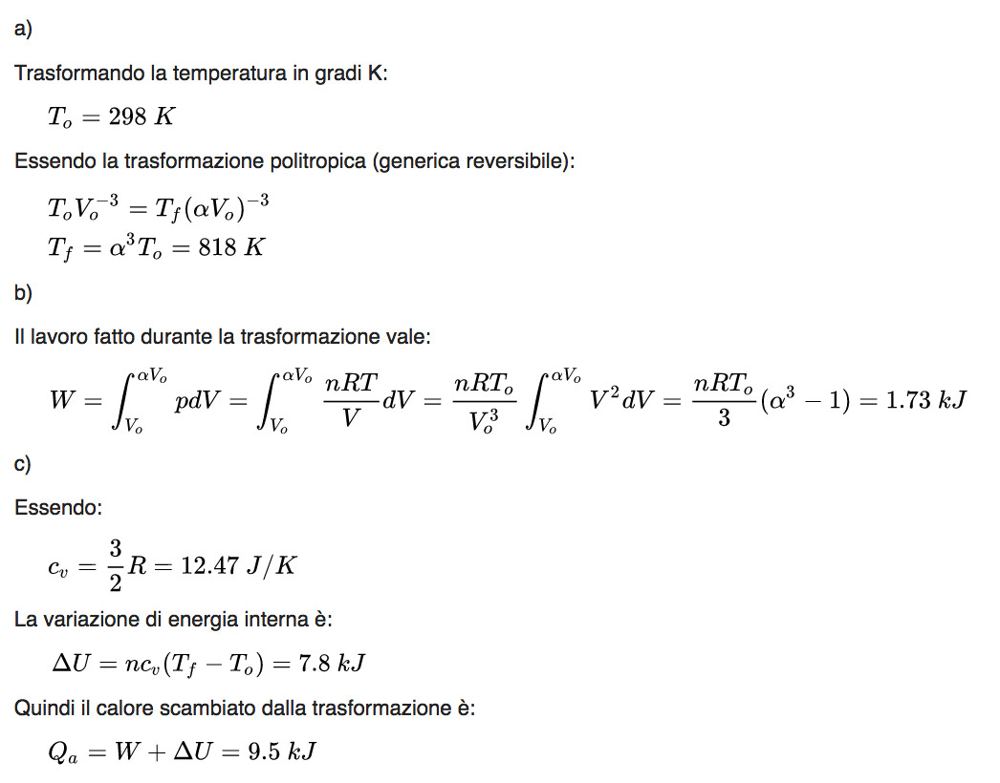 a)
Trasformando la temperatura in gradi K:
$T_o = 298\ K$
Essendo la trasformazione politropica (generica reversibile):
$T_o V_o^{-3} = T_f (\alpha V_o)^{-3}$
$T_f = \alpha^3 T_o = 818\ K$
b)
Il lavoro fatto durante la trasformazione vale:
$W = \int_{V_o}^{\alpha V_o} pdV = \int_{V_o}^{\alpha V_o} \frac{nRT}{V} dV = \frac{nRT_o}{V_o^3} \int_{V_o}^{\alpha V_o} V^2 dV = \frac{nRT_o}{3} (\alpha^3 - 1) = 1.73\ kJ$
c)
Essendo:
$c_v = \frac{3}{2} R = 12.47\ J/K$
La variazione di energia interna è:
$\Delta U = nc_v (T_f - T_o) = 7.8\ kJ$
Quindi il calore scambiato dalla trasformazione è:
$Q_a = W + \Delta U = 9.5\ kJ$